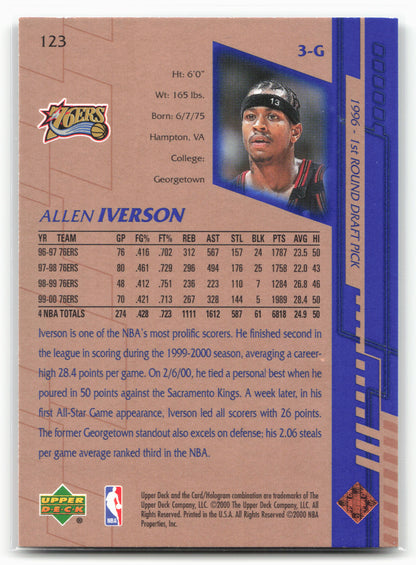 123
3-G
Ht: 6'0"
Wt: 165 lbs.
Born: 6/7/75
Hampton, VA
College:
Georgetown
76ERS
13
1996 - 1st ROUND DRAFT PICK
ALLEN IVERSON
YR TEAM GP FG% FT% REB AST STL BLK PTS AVG HI
96-97 76ERS 76 .416 .702 312 567 157 24 1787 23.5 50
97-98 76ERS 80 .461 .729 296 494 176 25 1758 22.0 43
98-99 76ERS 48 .412 .751 236 223 110 7 1284 26.8 46
99-00 76ERS 70 .421 .713 267 328 144 5 1989 28.4 50
4 NBA TOTALS 274 .428 .723 1111 1612 587 61 6818 24.9 50
Iverson is one of the NBA's most prolific scorers. He finished second
in the league in scoring during the 1999-2000 season, averaging a career-
high 28.4 points per game. On 2/6/00, he tied a personal best when he
poured in 50 points against the Sacramento Kings. A week later, in his
first All-Star Game appearance, Iverson led all scorers with 26 points.
The former Georgetown standout also excels on defense; his 2.06 steals
per game average ranked third in the NBA.
UPPER DECK ®
NBA
Upper Deck and the Card/Hologram combination are trademarks of The
Upper Deck Company, LLC. ©2000 The Upper Deck Company, LLC. All
Rights Reserved. Printed in the U.S.A. All Rights Reserved. ©2000 NBA
Properties, Inc.